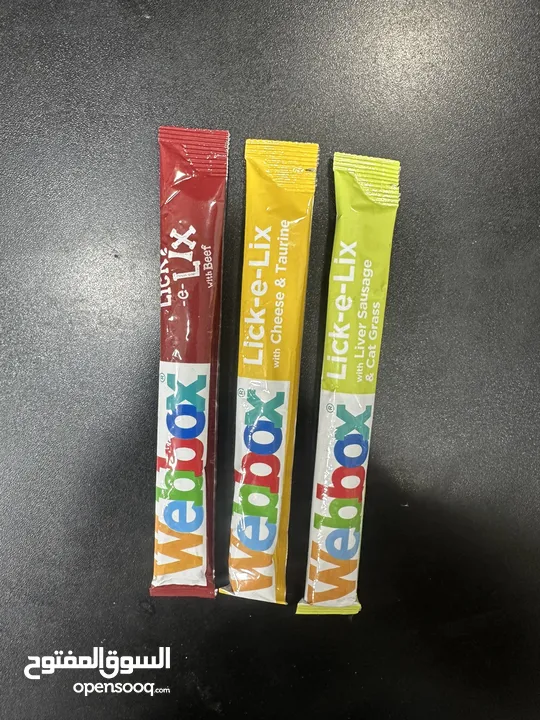 Webbox®
Lick
-e-Lix
with Beef
Webbox®
Lick-e-Lix
with Cheese & Taurine
Webbox®
Lick-e-Lix
with Liver Sausage
& Cat Grass
السوق المفتوح
opensooq.com